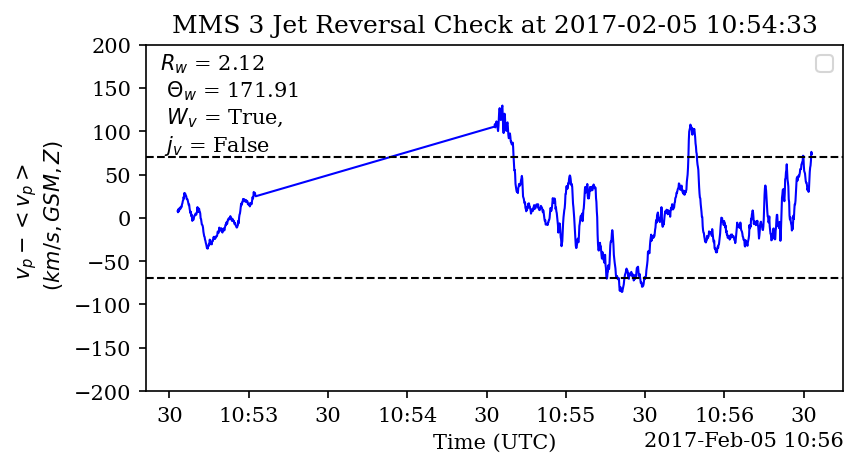 MMS 3 Jet Reversal Check at 2017-02-05 10:54:33
R_w = 2.12
Θ_w = 171.91
W_v = True,
j_v = False
v_p − < v_p >
(km/s, GSM, Z)
200
150
100
50
0
−50
−100
−150
−200
30 10:53 30 10:54 30 10:55 30 10:56 30
Time (UTC)
2017-Feb-05 10:56